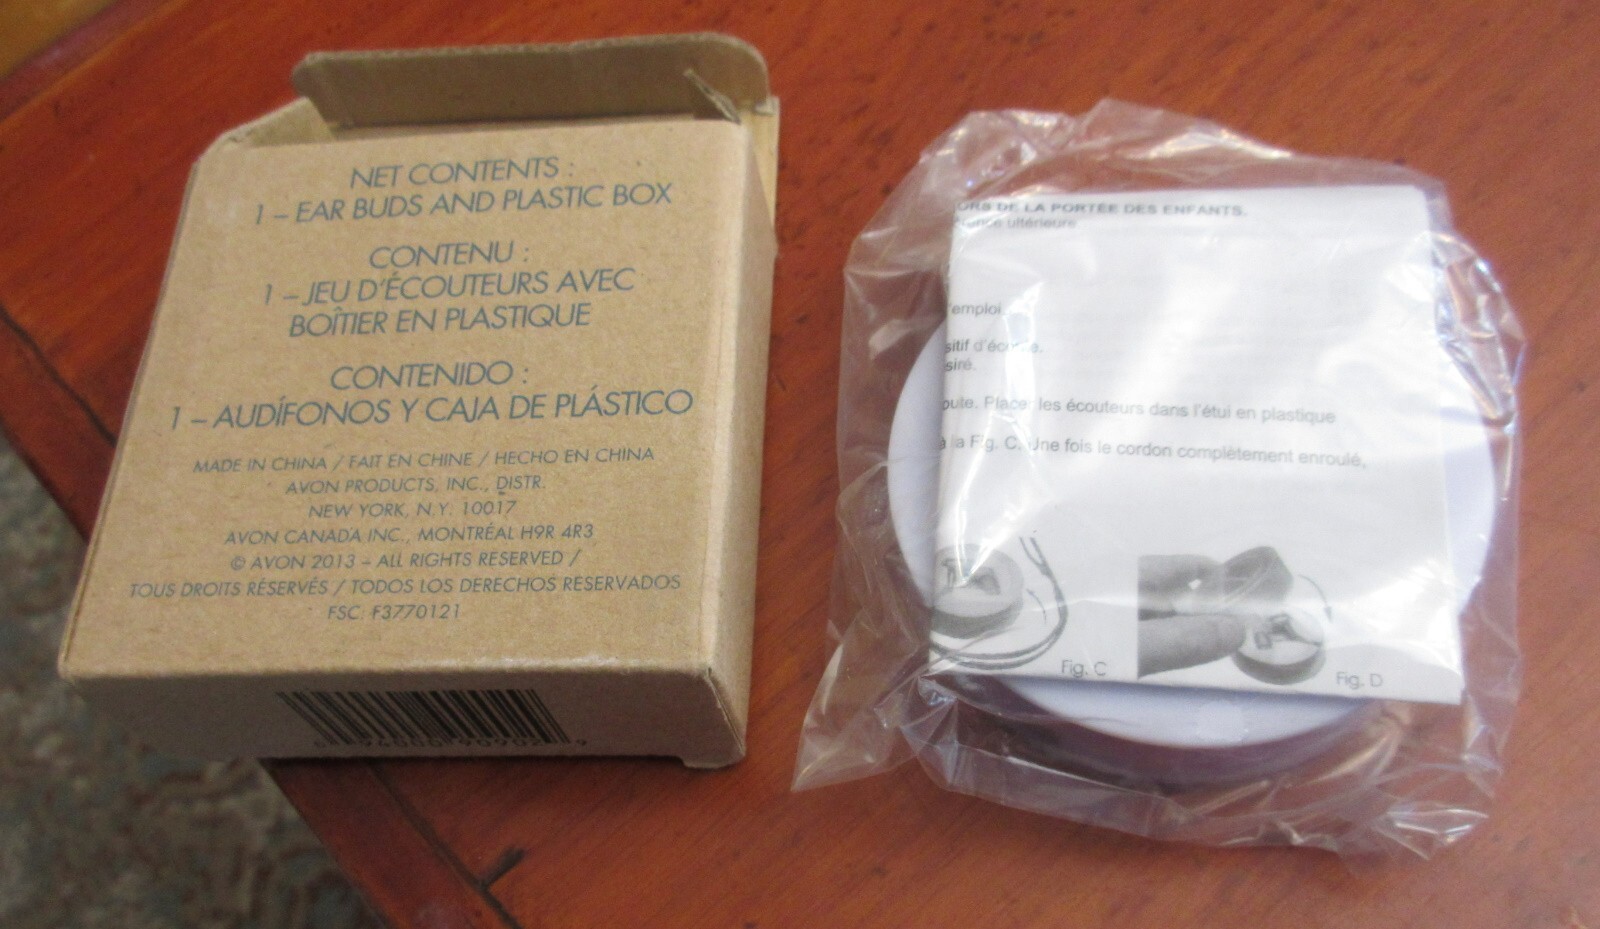 NET CONTENTS :
1 – EAR BUDS AND PLASTIC BOX
CONTENU :
1 – JEU D'ÉCOUTEURS AVEC
BOÎTIER EN PLASTIQUE
CONTENIDO :
1 – AUDÍFONOS Y CAJA DE PLÁSTICO
MADE IN CHINA / FAIT EN CHINE / HECHO EN CHINA
AVON PRODUCTS, INC., DISTR.
NEW YORK, N.Y. 10017
AVON CANADA INC., MONTRÉAL H9R 4R3
© AVON 2013 – ALL RIGHTS RESERVED /
TOUS DROITS RÉSERVÉS / TODOS LOS DERECHOS RESERVADOS
FSC: F3770121
ORS DE LA PORTÉE DES ENFANTS.
ultérieure
'emploi.
sitif d'écoute.
siré.
oute. Placer les écouteurs dans l'étui en plastique
à la Fig. C. Une fois le cordon complètement enroulé,
Fig. C
Fig. D